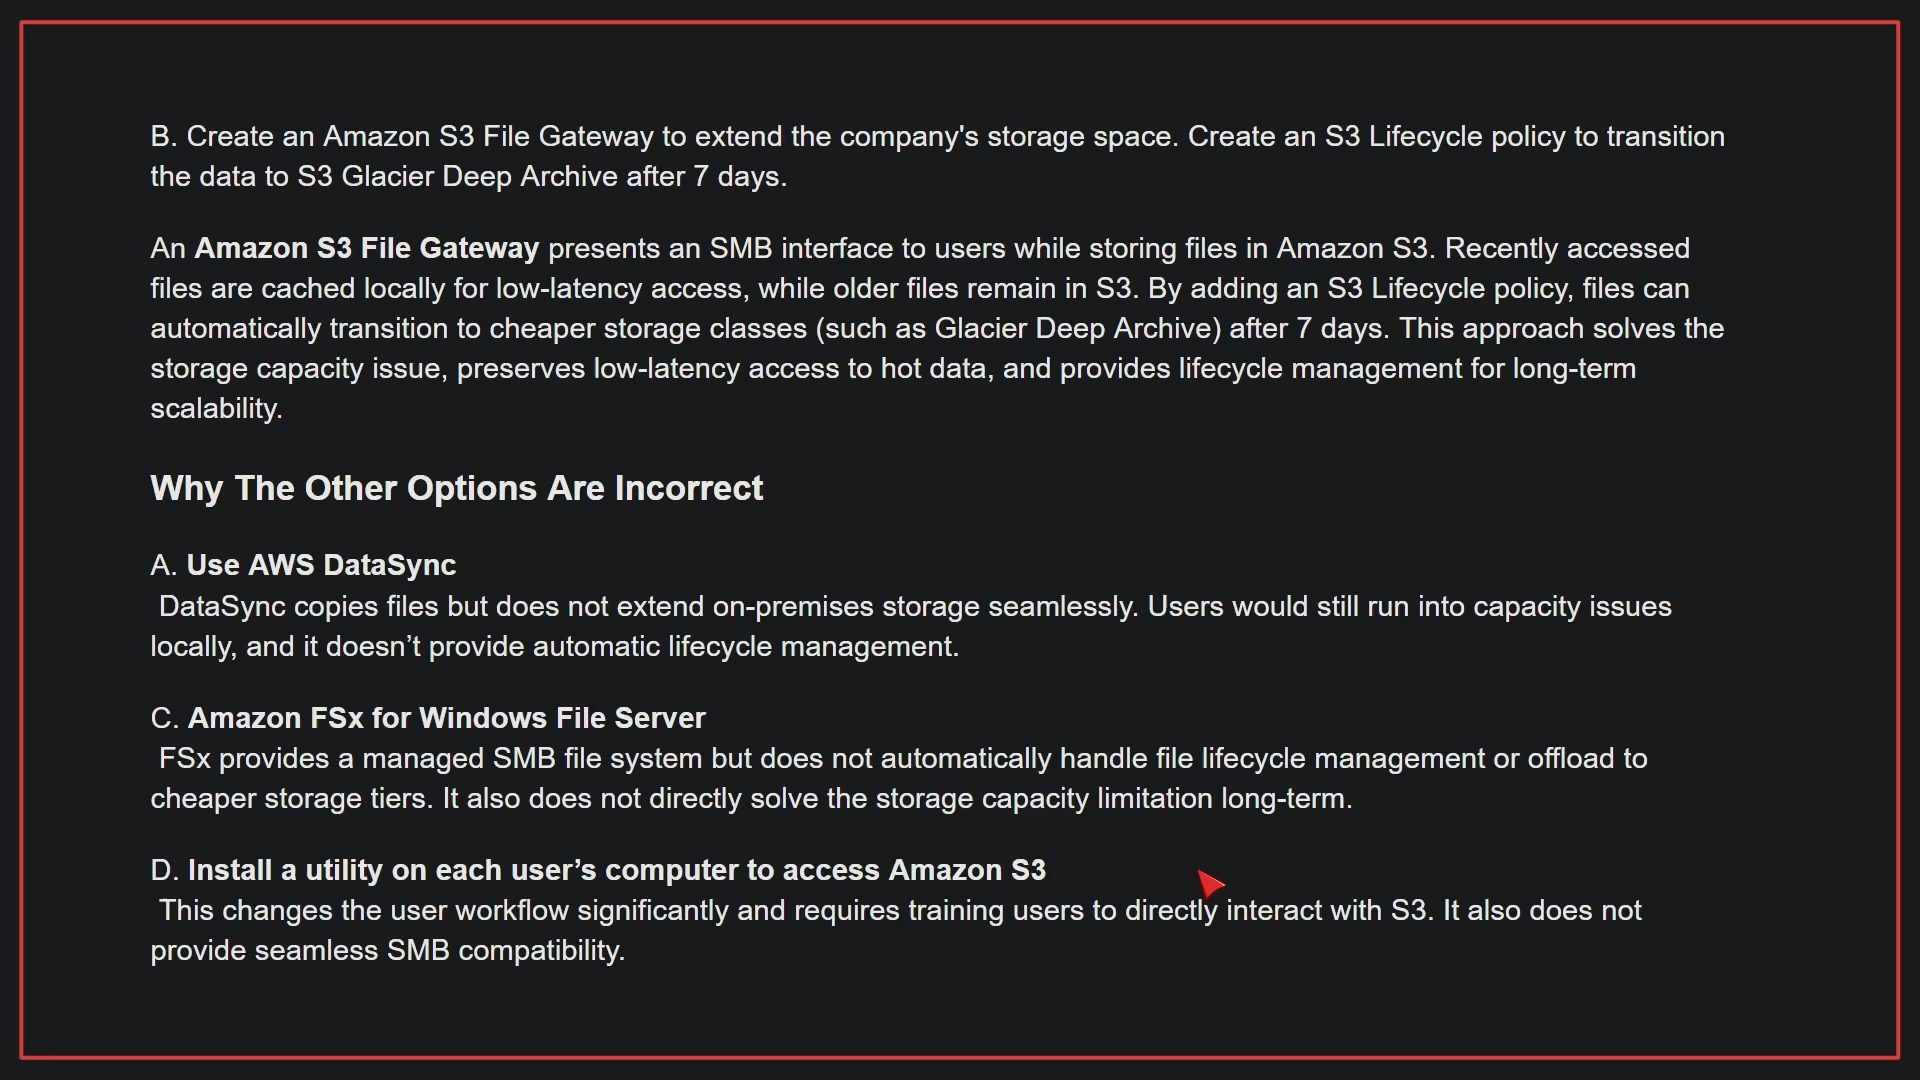 B. Create an Amazon S3 File Gateway to extend the company's storage space. Create an S3 Lifecycle policy to transition
the data to S3 Glacier Deep Archive after 7 days.
An Amazon S3 File Gateway presents an SMB interface to users while storing files in Amazon S3. Recently accessed
files are cached locally for low-latency access, while older files remain in S3. By adding an S3 Lifecycle policy, files can
automatically transition to cheaper storage classes (such as Glacier Deep Archive) after 7 days. This approach solves the
storage capacity issue, preserves low-latency access to hot data, and provides lifecycle management for long-term
scalability.
Why The Other Options Are Incorrect
A. Use AWS DataSync
DataSync copies files but does not extend on-premises storage seamlessly. Users would still run into capacity issues
locally, and it doesn’t provide automatic lifecycle management.
C. Amazon FSx for Windows File Server
FSx provides a managed SMB file system but does not automatically handle file lifecycle management or offload to
cheaper storage tiers. It also does not directly solve the storage capacity limitation long-term.
D. Install a utility on each user’s computer to access Amazon S3
This changes the user workflow significantly and requires training users to directly interact with S3. It also does not
provide seamless SMB compatibility.